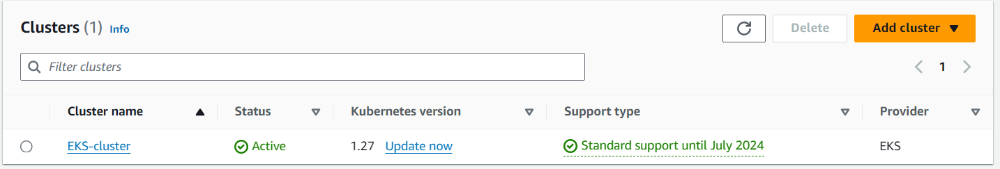 Clusters (1) Info
Delete
Add cluster
Filter clusters
1
Cluster name Status Kubernetes version Support type Provider
EKS-cluster Active 1.27 Update now Standard support until July 2024 EKS